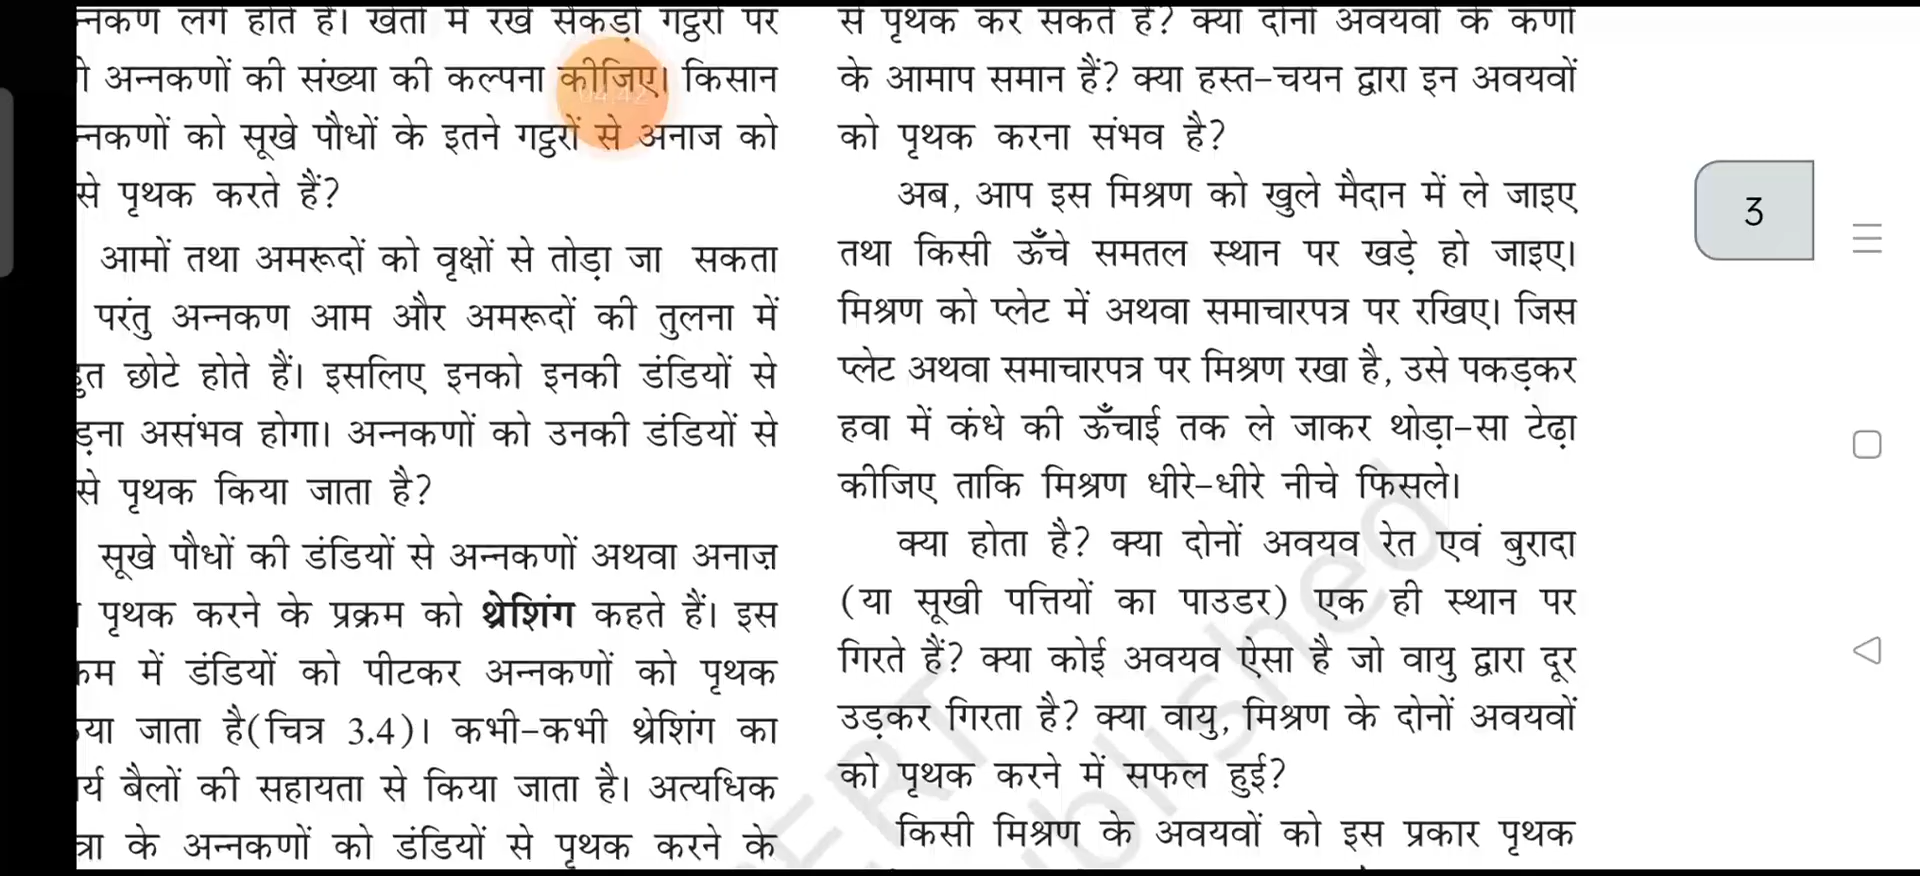 लगे होते हैं। खेतों में रखे सैकड़ों गट्ठरों पर
अन्नकणों की संख्या की कल्पना कीजिए। किसान
को सूखे पौधों के इतने गट्ठरों से अनाज को
से पृथक करते हैं?
आमों तथा अमरूदों को वृक्षों से तोड़ा जा सकता
परंतु अन्नकण आम और अमरूदों की तुलना में
छोटे होते हैं। इसलिए इनको इनकी डंडियों से
असंभव होगा। अन्नकणों को उनकी डंडियों से
से पृथक किया जाता है?
सूखे पौधों की डंडियों से अन्नकणों अथवा अनाज़
पृथक करने के प्रक्रम को थ्रेशिंग कहते हैं। इस
में डंडियों को पीटकर अन्नकणों को पृथक
जाता है(चित्र 3.4)। कभी-कभी थ्रेशिंग का
बैलों की सहायता से किया जाता है। अत्यधिक
के अन्नकणों को डंडियों से पृथक करने के
से पृथक कर सकते हैं? क्या दोनों अवयवों के कणों
के आमाप समान हैं? क्या हस्त-चयन द्वारा इन अवयवों
को पृथक करना संभव है?
अब, आप इस मिश्रण को खुले मैदान में ले जाइए
तथा किसी ऊँचे समतल स्थान पर खड़े हो जाइए।
मिश्रण को प्लेट में अथवा समाचारपत्र पर रखिए। जिस
प्लेट अथवा समाचारपत्र पर मिश्रण रखा है, उसे पकड़कर
हवा में कंधे की ऊँचाई तक ले जाकर थोड़ा-सा टेढ़ा
कीजिए ताकि मिश्रण धीरे-धीरे नीचे फिसले।
क्या होता है? क्या दोनों अवयव रेत एवं बुरादा
(या सूखी पत्तियों का पाउडर) एक ही स्थान पर
गिरते हैं? क्या कोई अवयव ऐसा है जो वायु द्वारा दूर
उड़कर गिरता है? क्या वायु, मिश्रण के दोनों अवयवों
को पृथक करने में सफल हुई?
किसी मिश्रण के अवयवों को इस प्रकार पृथक
3
04:42